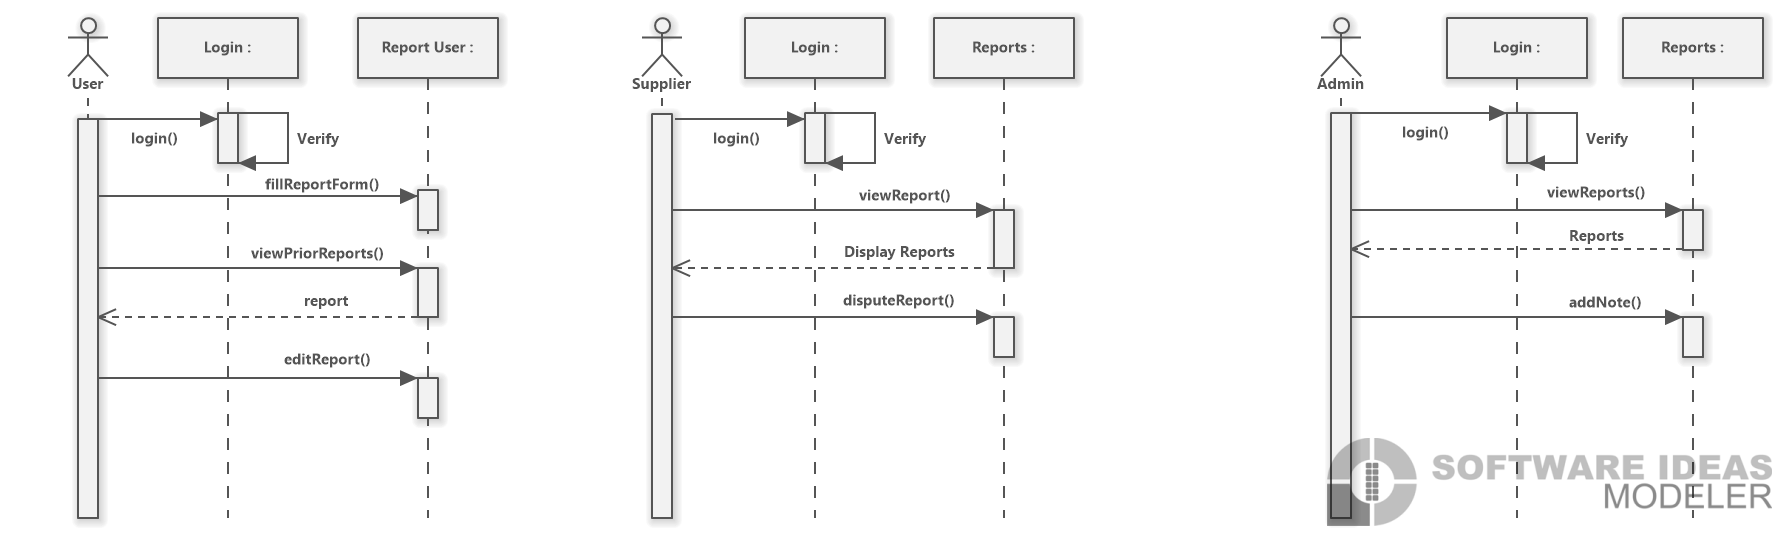 Login :
Report User :
User
login()
Verify
fillReportForm()
viewPriorReports()
report
editReport()
Login :
Reports :
Supplier
login()
Verify
viewReport()
Display Reports
disputeReport()
Login :
Reports :
Admin
login()
Verify
viewReports()
Reports
addNote()
SOFTWARE IDEAS
MODELER